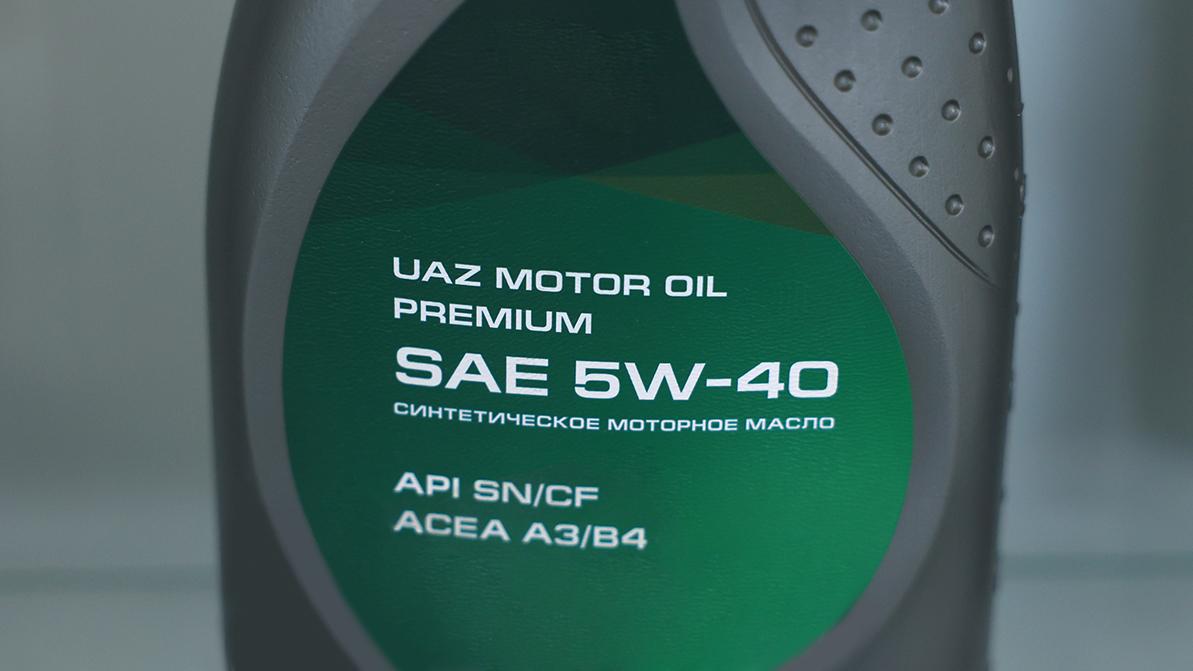 UAZ MOTOR OIL
PREMIUM
SAE 5W-40
СИНТЕТИЧЕСКОЕ МОТОРНОЕ МАСЛО
API SN/CF
ACEA A3/B4